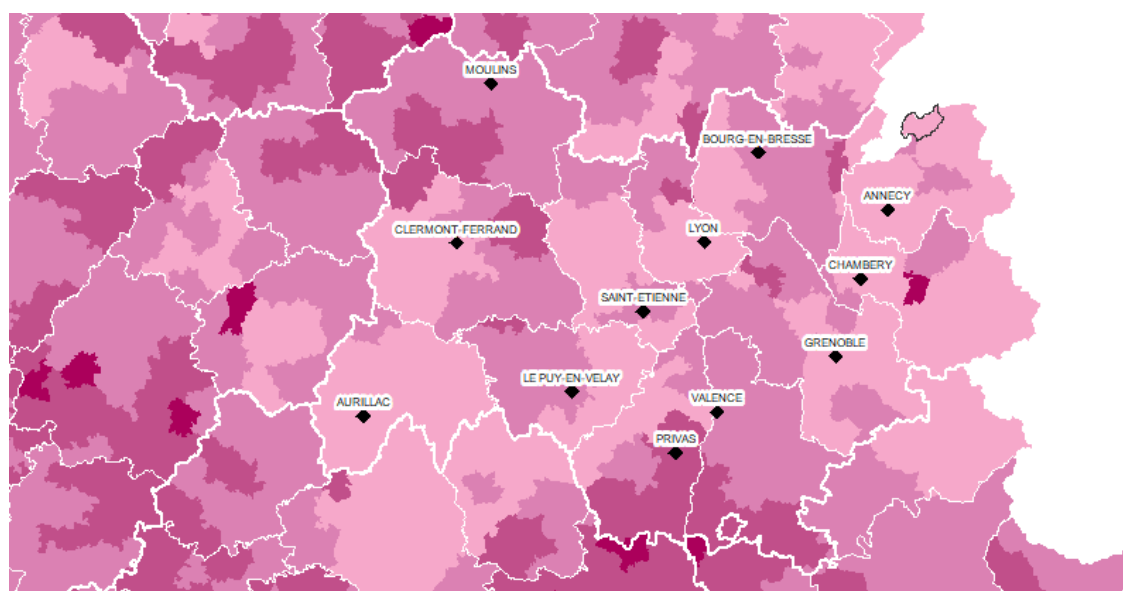 MOULINS
BOURG-EN-BRESSE
ANNECY
CLERMONT-FERRAND
LYON
CHAMBERY
SAINT-ETIENNE
GRENOBLE
LE PUY-EN-VELAY
AURILLAC
VALENCE
PRIVAS